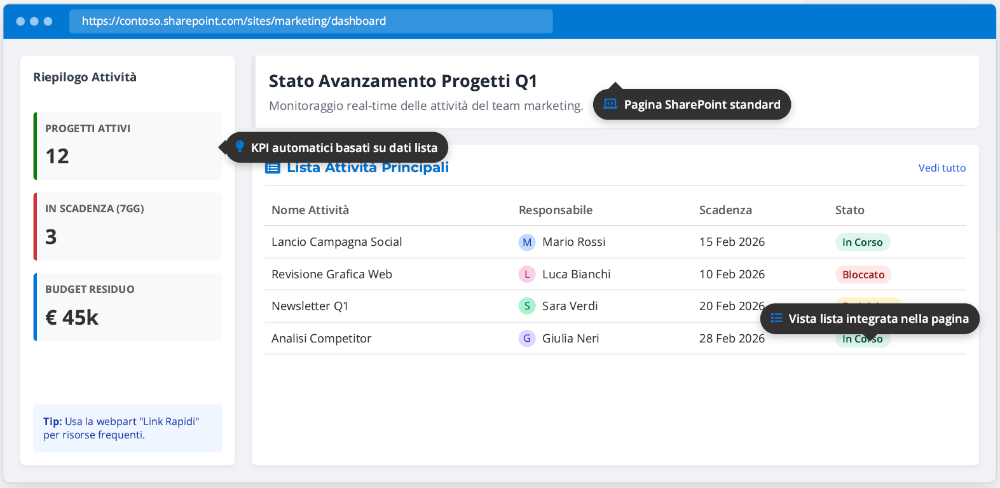 https://contoso.sharepoint.com/sites/marketing/dashboard
Riepilogo Attività
PROGETTI ATTIVI
12
IN SCADENZA (7GG)
3
BUDGET RESIDUO
€ 45k
Tip: Usa la webpart "Link Rapidi"
per risorse frequenti.
Stato Avanzamento Progetti Q1
Monitoraggio real-time delle attività del team marketing.
Pagina SharePoint standard
KPI automatici basati su dati lista
Lista Attività Principali
Vedi tutto
Nome Attività Responsabile Scadenza Stato
Lancio Campagna Social M Mario Rossi 15 Feb 2026 In Corso
Revisione Grafica Web L Luca Bianchi 10 Feb 2026 Bloccato
Newsletter Q1 S Sara Verdi 20 Feb 2026
Vista lista integrata nella pagina
Analisi Competitor G Giulia Neri 28 Feb 2026 In Corso